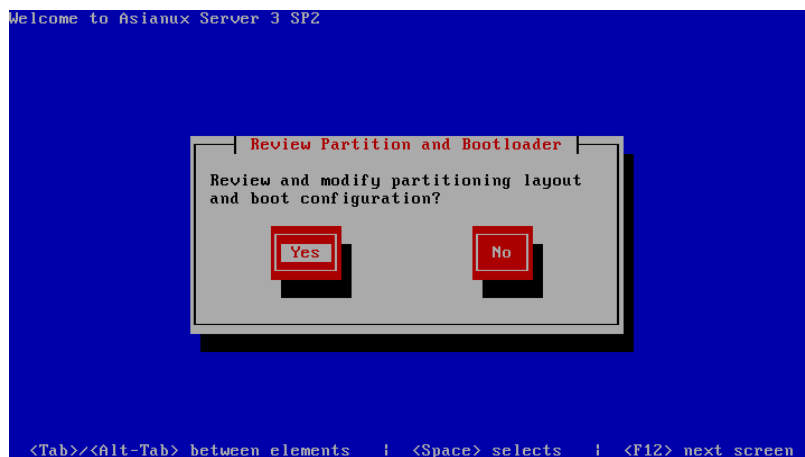 Welcome to Asianux Server 3 SP2
Review Partition and Bootloader
Review and modify partitioning layout
and boot configuration?
Yes No
<Tab>/<Alt-Tab> between elements | <Space> selects | <F12> next screen